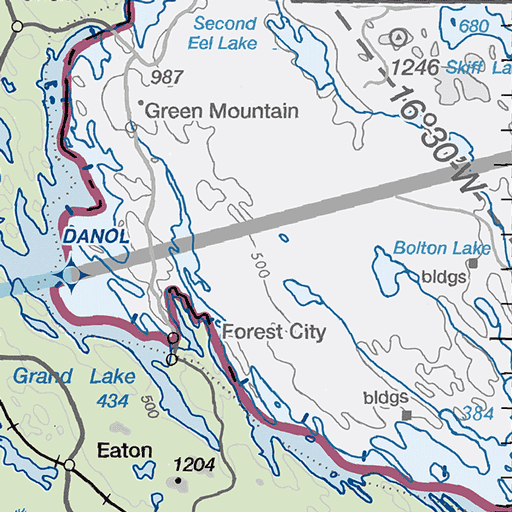 Second
Eel Lake
680
987
1246
Skiff La
Green Mountain
16°30'W
DANOL
500
Bolton Lake
bldgs
Forest City
Grand Lake
434
500
bldgs
384
Eaton
1204